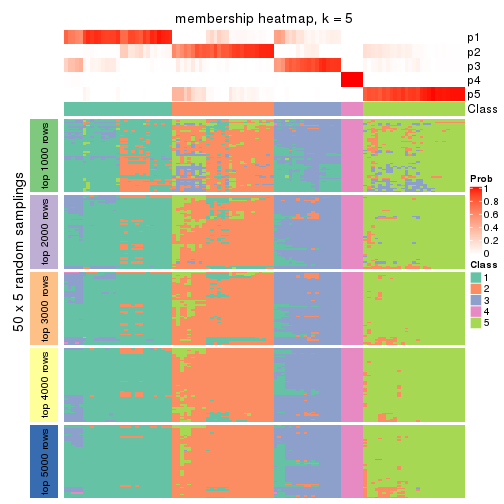 membership heatmap, k = 5
p1
p2
p3
p4
p5
Class
50 x 5 random samplings
top 1000 rows
top 2000 rows
top 3000 rows
top 4000 rows
top 5000 rows
Prob
1
0.8
0.6
0.4
0.2
0
Class
1
2
3
4
5